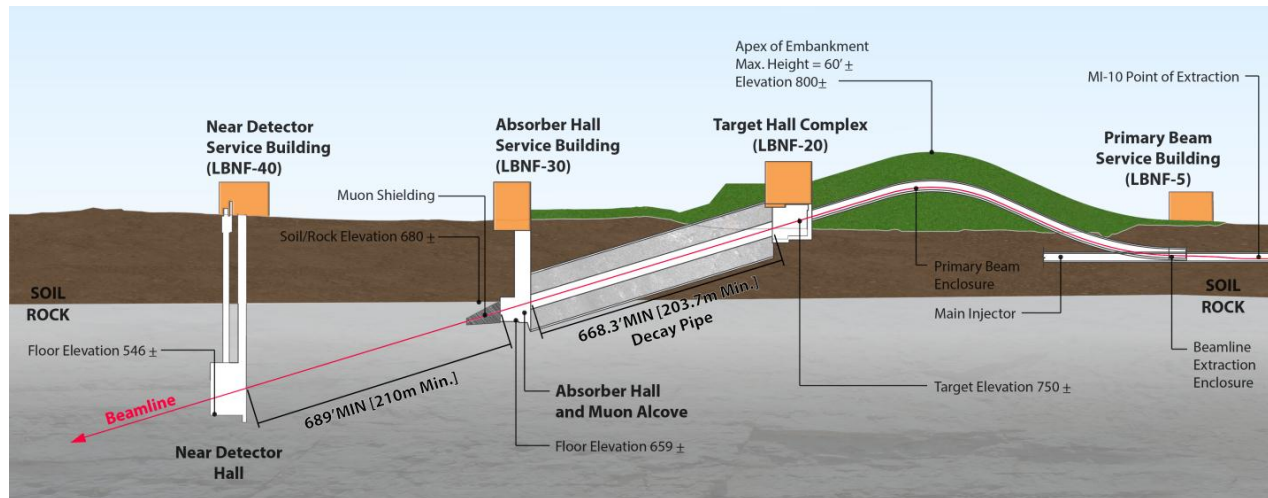 Apex of Embankment
Max. Height = 60' ±
Elevation 800±
MI-10 Point of Extraction
Near Detector
Service Building
(LBNF-40)
Absorber Hall
Service Building
(LBNF-30)
Target Hall Complex
(LBNF-20)
Primary Beam
Service Building
(LBNF-5)
Muon Shielding
Soil/Rock Elevation 680 ±
Primary Beam
Enclosure
SOIL
ROCK
SOIL
ROCK
668.3'MIN [203.7m Min.]
Decay Pipe
Main Injector
Floor Elevation 546 ±
Beamline
Extraction
Enclosure
689'MIN [210m Min.]
Absorber Hall
and Muon Alcove
Target Elevation 750 ±
Beamline
Floor Elevation 659 ±
Near Detector
Hall